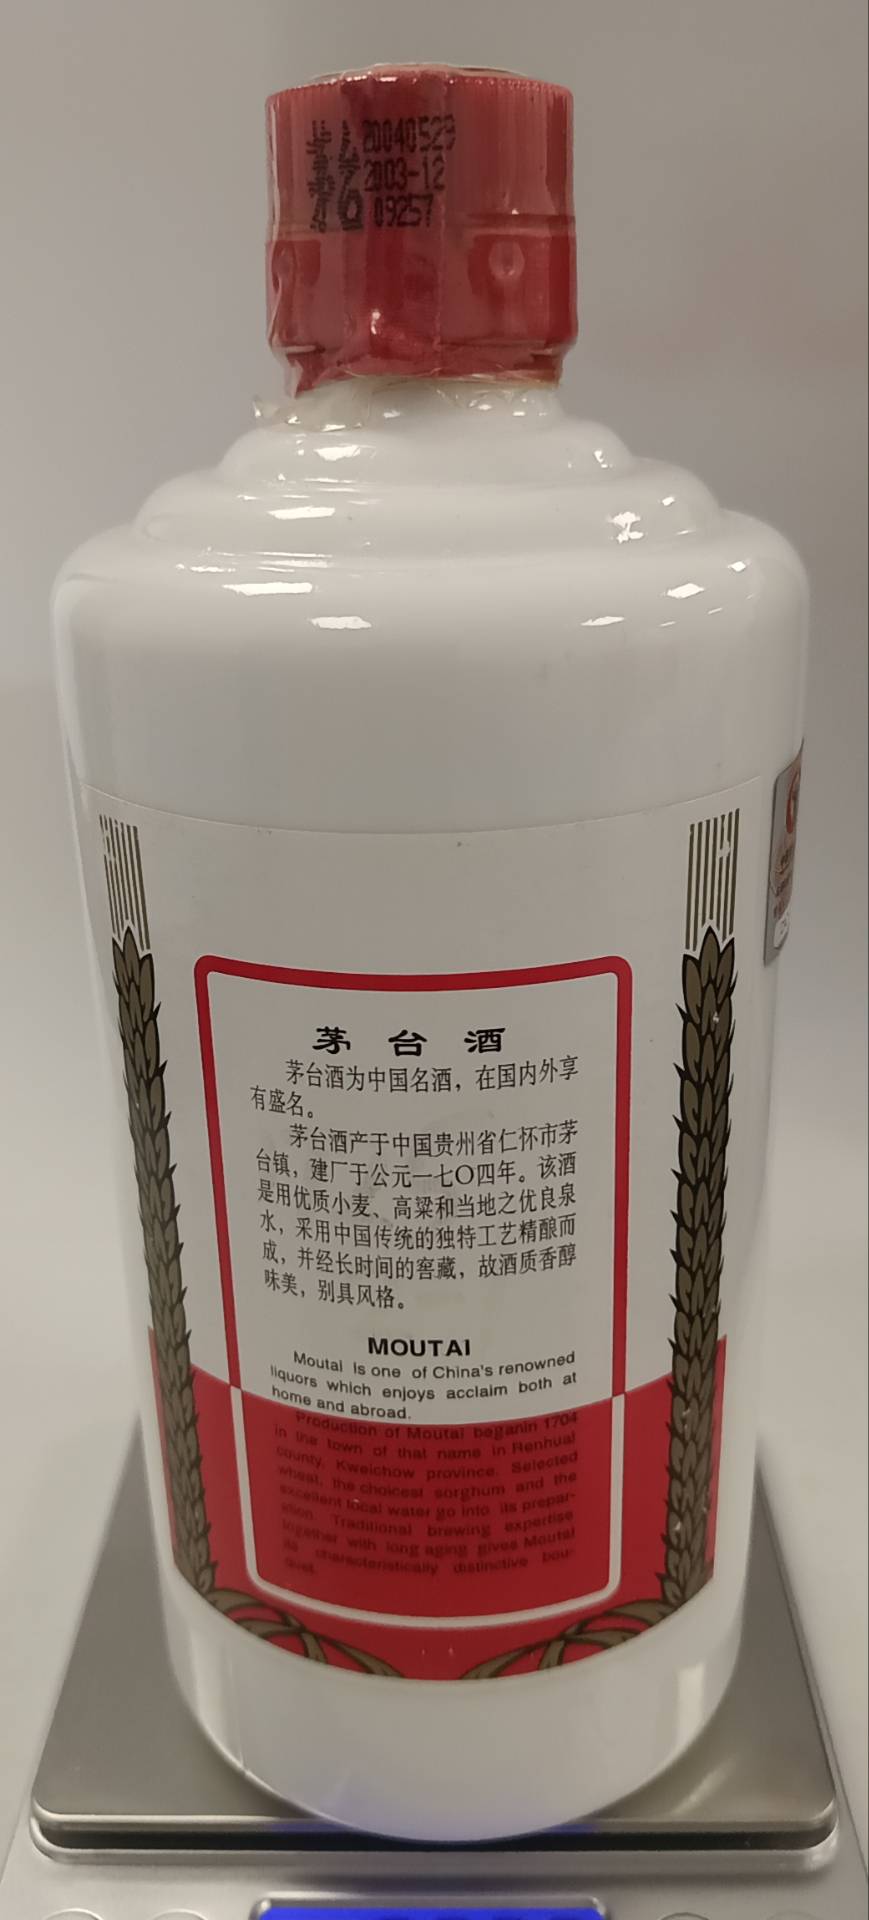 茅台
20040529
2003-12
09257
茅台酒
茅台酒为中国名酒，在国内外享
有盛名。
茅台酒产于中国贵州省仁怀市茅
台镇，建厂于公元一七〇四年。该酒
是用优质小麦、高粱和当地之优良泉
水，采用中国传统的独特工艺精酿而
成，并经长时间的窖藏，故酒质香醇
味美，别具风格。
MOUTAI
Moutai is one of China's renowned
liquors which enjoys acclaim both at
home and abroad.
Production of Moutai beganin 1704
in the town of that name in Renhuai
county, Kweichow province. Selected
wheat, the choicest sorghum and the
excellent local water go into its prepar-
ation. Traditional brewing expertise
together with long aging gives Moutai
its characteristically distinctive bou-
quet.